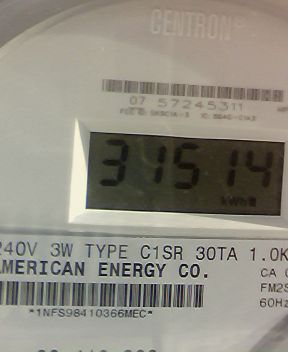 CENTRON®
07 57245311
31514
kWh
240V 3W TYPE C1SR 30TA 1.0K
AMERICAN ENERGY CO.
CA
FM2S
60Hz
*1NFS98410366MEC*